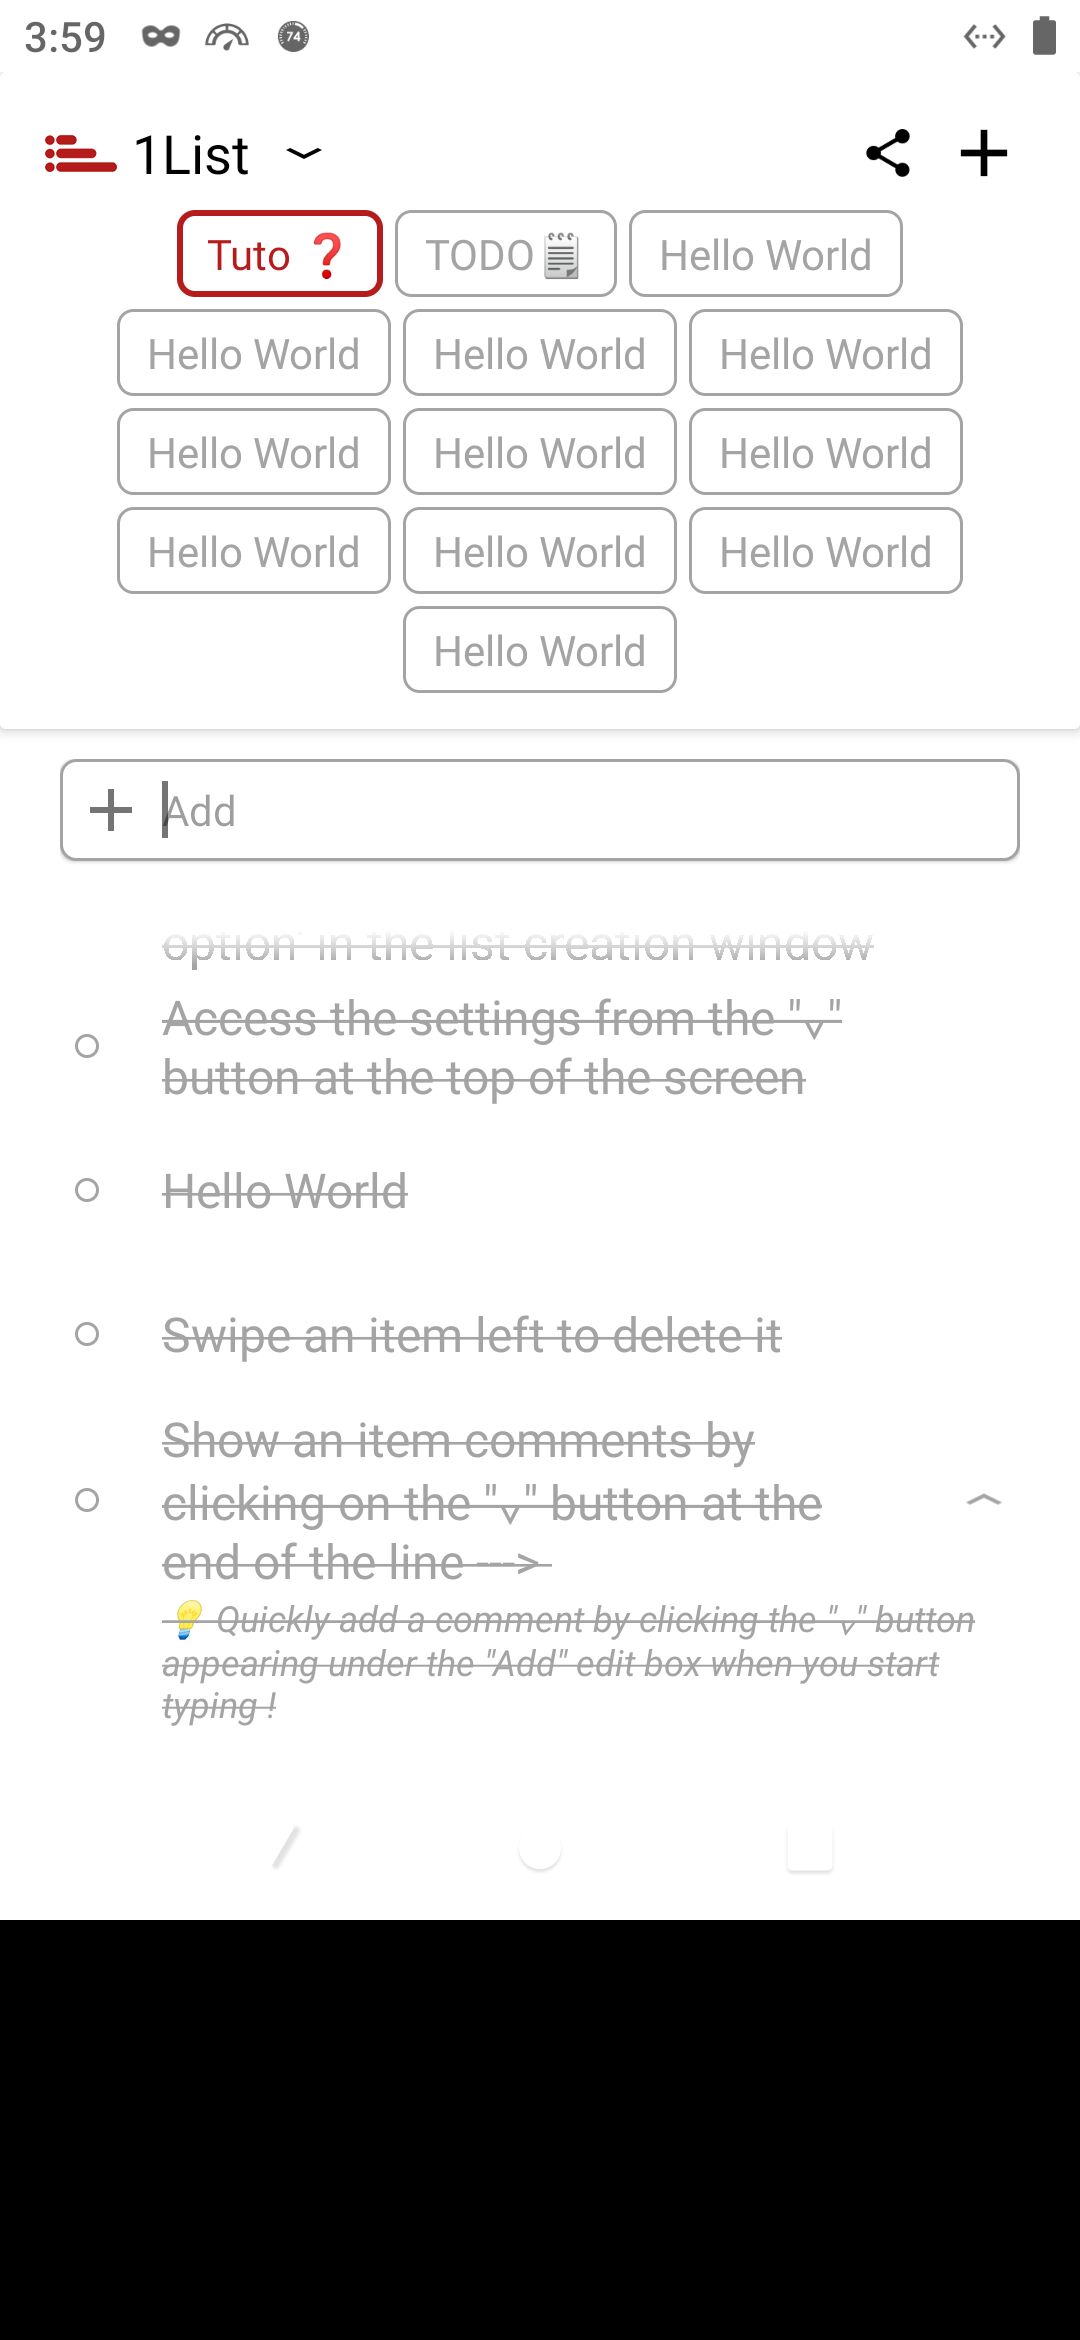 3:59
74
1List
Tuto ❓
TODO🗒
Hello World
Hello World
Hello World
Hello World
Hello World
Hello World
Hello World
Hello World
Hello World
Hello World
Hello World
Add
option' in the list creation window
Access the settings from the "⌄"
button at the top of the screen
Hello World
Swipe an item left to delete it
Show an item comments by
clicking on the "⌄" button at the
end of the line --->
💡 Quickly add a comment by clicking the "⌄" button
appearing under the "Add" edit box when you start
typing !